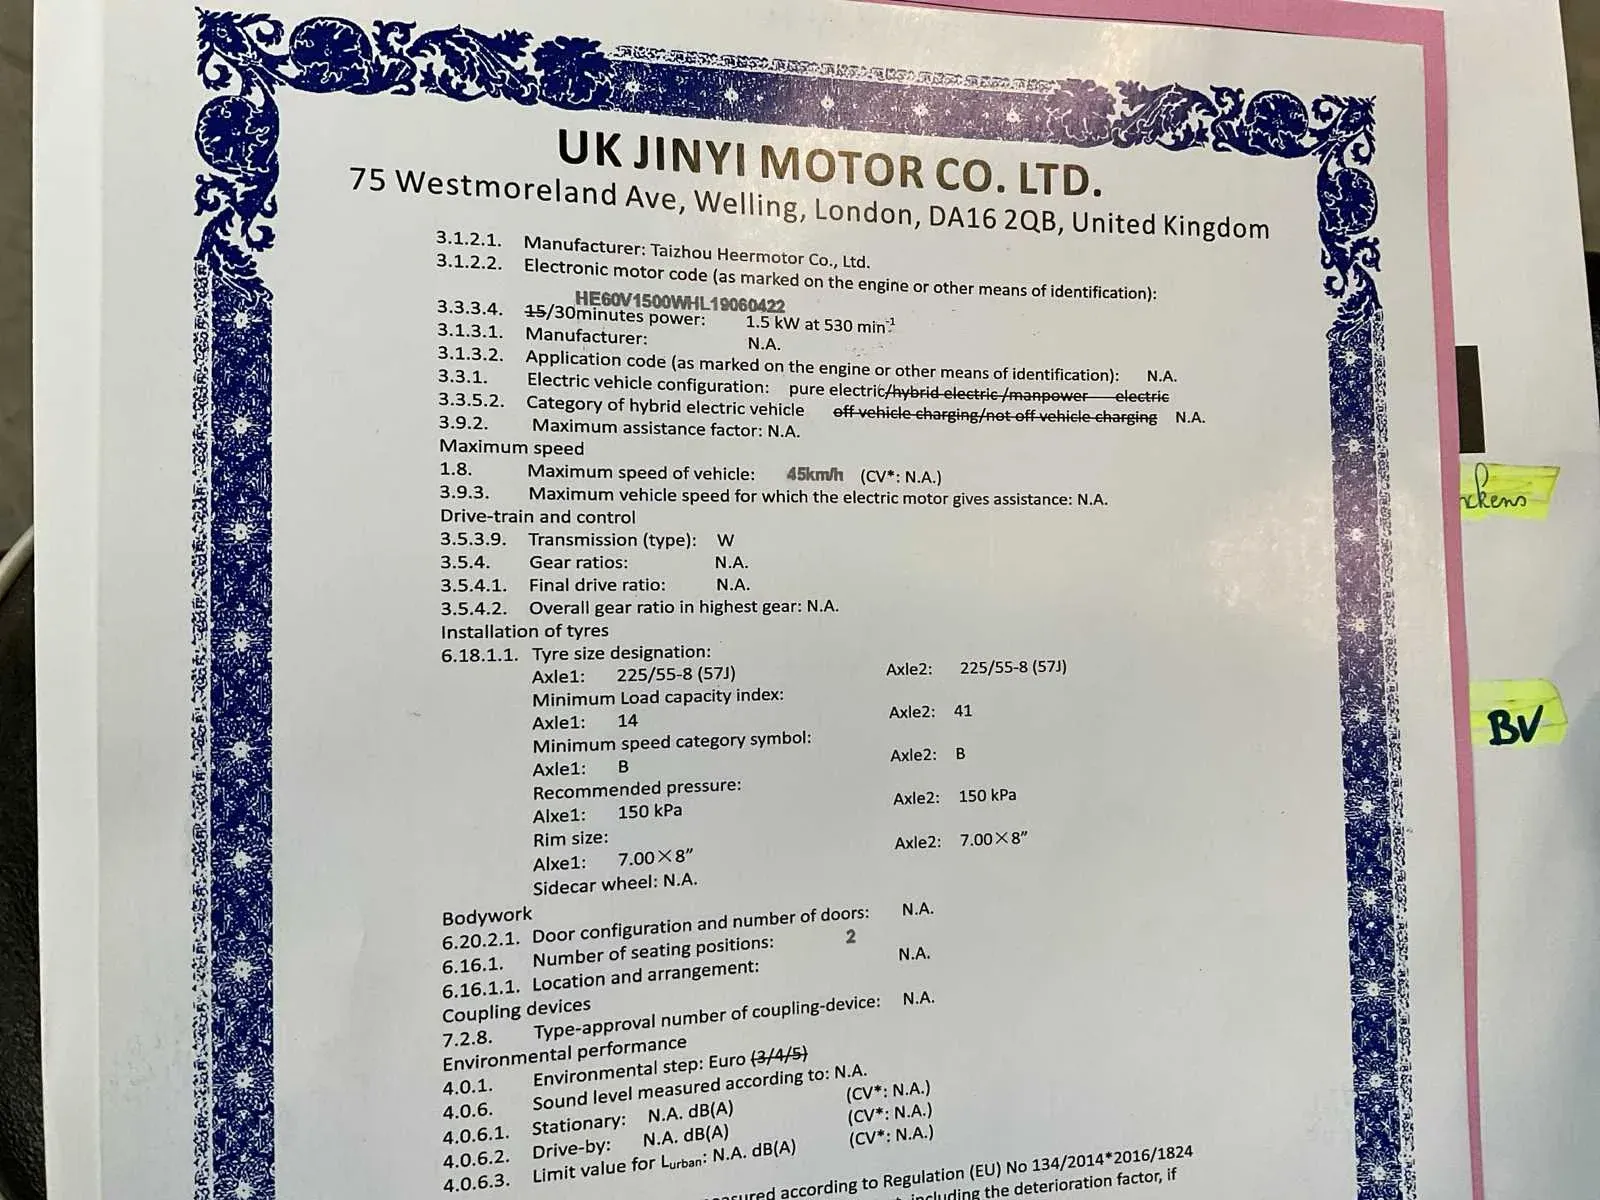 UK JINYI MOTOR CO. LTD.
75 Westmoreland Ave, Welling, London, DA16 2QB, United Kingdom
3.1.2.1. Manufacturer: Taizhou Heermotor Co., Ltd.
3.1.2.2. Electronic motor code (as marked on the engine or other means of identification):
HE60V1500WHL19060422
3.3.3.4. 15/30minutes power: 1.5 kW at 530 min-1
3.1.3.1. Manufacturer: N.A.
3.1.3.2. Application code (as marked on the engine or other means of identification): N.A.
3.3.1. Electric vehicle configuration: pure electric/hybrid electric /manpower electric
3.3.5.2. Category of hybrid electric vehicle off vehicle charging/not off vehicle charging N.A.
3.9.2. Maximum assistance factor: N.A.
Maximum speed
1.8. Maximum speed of vehicle: 45km/h (CV*: N.A.)
3.9.3. Maximum vehicle speed for which the electric motor gives assistance: N.A.
Drive-train and control
3.5.3.9. Transmission (type): W
3.5.4. Gear ratios: N.A.
3.5.4.1. Final drive ratio: N.A.
3.5.4.2. Overall gear ratio in highest gear: N.A.
Installation of tyres
6.18.1.1. Tyre size designation:
Axle1: 225/55-8 (57J) Axle2: 225/55-8 (57J)
Minimum Load capacity index:
Axle1: 14 Axle2: 41
Minimum speed category symbol:
Axle1: B Axle2: B
Recommended pressure:
Alxe1: 150 kPa Axle2: 150 kPa
Rim size:
Alxe1: 7.00×8” Axle2: 7.00×8”
Sidecar wheel: N.A.
Bodywork
6.20.2.1. Door configuration and number of doors: N.A.
6.16.1. Number of seating positions: 2
6.16.1.1. Location and arrangement: N.A.
Coupling devices
7.2.8. Type-approval number of coupling-device: N.A.
Environmental performance
4.0.1. Environmental step: Euro (3/4/5)
4.0.6. Sound level measured according to: N.A.
4.0.6.1. Stationary: N.A. dB(A) (CV*: N.A.)
4.0.6.2. Drive-by: N.A. dB(A) (CV*: N.A.)
4.0.6.3. Limit value for Lurban: N.A. dB(A) (CV*: N.A.)
according to Regulation (EU) No 134/2014*2016/1824
including the deterioration factor, if
ckens
BV